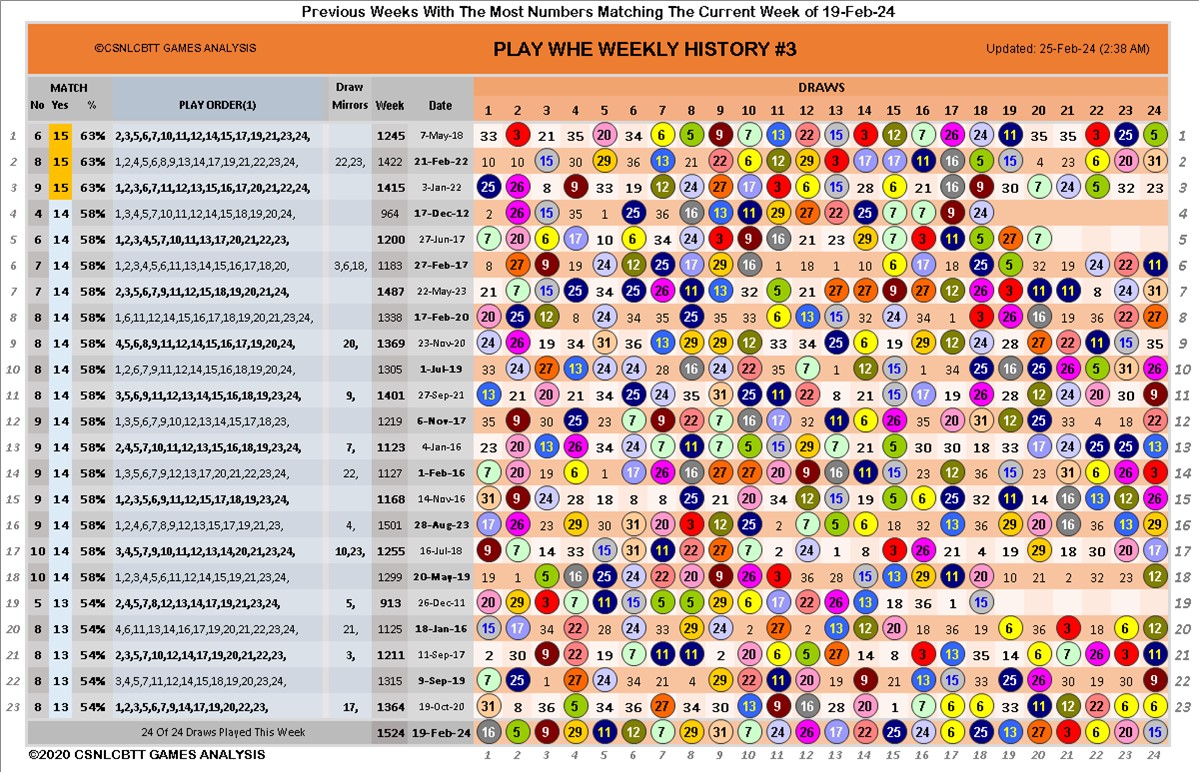 Previous Weeks With The Most Numbers Matching The Current Week of 19-Feb-24
©CSNLCBTT GAMES ANALYSIS PLAY WHE WEEKLY HISTORY #3 Updated: 25-Feb-24 (2:38 AM)
MATCH Draw DRAWS
No Yes % PLAY ORDER(1) Mirrors Week Date 1 2 3 4 5 6 7 8 9 10 11 12 13 14 15 16 17 18 19 20 21 22 23 24
1 6 15 63% 2,3,5,6,7,10,11,12,14,15,17,19,21,23,24, 1245 7-May-18 33 3 21 35 20 34 6 5 9 7 13 22 15 3 12 7 26 24 11 35 35 3 25 5 1
2 8 15 63% 1,2,4,5,6,8,9,13,14,17,19,21,22,23,24, 22,23, 1422 21-Feb-22 10 10 15 30 29 36 13 21 22 6 12 29 3 17 17 11 16 5 15 4 23 6 20 31 2
3 9 15 63% 1,2,3,6,7,11,12,13,15,16,17,20,21,22,24, 1415 3-Jan-22 25 26 8 9 33 19 12 24 27 17 3 6 15 28 6 21 16 9 30 7 24 5 32 23 3
4 4 14 58% 1,3,4,5,7,10,11,12,14,15,18,19,20,24, 964 17-Dec-12 2 26 15 35 1 25 36 16 13 11 29 27 22 25 7 7 9 24 4
5 6 14 58% 1,2,3,4,5,7,10,11,13,17,20,21,22,23, 1200 27-Jun-17 7 20 6 17 10 6 34 24 3 9 16 21 23 29 7 3 11 5 27 7 5
6 7 14 58% 1,2,3,4,5,6,11,13,14,15,16,17,18,20, 3,6,18, 1183 27-Feb-17 8 27 9 19 24 12 25 17 29 16 1 18 1 10 6 17 18 25 5 32 19 24 22 11 6
7 7 14 58% 2,3,5,6,7,9,11,12,15,18,19,20,21,24, 1487 22-May-23 21 7 15 25 34 25 26 11 13 32 5 21 27 27 9 27 12 26 3 11 11 8 24 31 7
8 8 14 58% 1,6,11,12,14,15,16,17,18,19,20,21,23,24, 1338 17-Feb-20 20 25 12 8 24 34 8 25 35 33 6 13 15 32 24 34 1 3 26 16 19 36 22 27 8
9 8 14 58% 4,5,6,8,9,11,12,14,15,16,17,19,20,24, 20, 1369 23-Nov-20 24 26 19 34 31 36 13 29 29 12 33 34 25 6 19 29 12 24 28 27 22 11 15 35 9
10 8 14 58% 1,2,6,7,9,11,12,14,15,16,18,19,20,24, 1305 1-Jul-19 33 24 27 13 24 24 28 16 24 22 35 7 1 12 15 1 34 25 16 25 26 5 31 26 10
11 8 14 58% 3,5,6,9,11,12,13,14,15,16,18,19,23,24, 9, 1401 27-Sep-21 13 21 20 21 34 25 24 35 31 25 11 22 8 21 15 17 19 26 28 12 24 20 30 9 11
12 9 14 58% 1,3,5,6,7,8,10,12,14,15,17,18,23, 1219 6-Nov-17 32 9 30 25 23 7 9 22 7 16 17 32 11 6 26 35 20 31 12 25 33 4 18 22 12
13 9 14 58% 2,4,5,7,10,11,12,13,15,16,18,19,23,24, 7, 1123 4-Jan-16 23 20 13 26 34 24 7 11 7 5 15 29 7 21 5 30 30 18 33 17 24 25 25 13 13
14 9 14 58% 1,3,5,6,7,9,12,13,17,20,21,22,23,24, 22, 1127 1-Feb-16 7 20 19 6 1 17 26 16 27 27 20 9 16 11 15 23 12 36 15 23 31 6 26 3 14
15 9 14 58% 1,2,3,5,6,9,11,12,15,17,18,19,23,24, 1168 14-Nov-16 31 9 24 28 18 8 8 25 21 20 34 12 15 19 5 6 25 32 11 14 16 13 12 26 15
16 9 14 58% 1,2,4,6,7,8,9,12,13,15,17,19,21,23, 4, 1501 28-Aug-23 17 26 23 29 30 31 20 3 12 25 2 7 5 6 18 32 13 36 29 20 16 36 13 29 16
17 10 14 58% 3,4,5,7,9,10,11,12,13,14,20,21,23,24, 10,23, 1255 16-Jul-18 9 7 14 33 15 31 11 22 27 7 2 24 1 8 3 26 21 4 19 29 18 30 20 17 17
18 10 14 58% 1,2,3,4,5,6,11,12,14,15,19,21,23,24, 1299 20-May-19 19 1 5 16 25 24 22 20 9 26 3 36 28 15 13 29 11 20 10 21 2 32 23 12 18
19 5 13 54% 2,5,6,7,8,12,14,17,19,21,23,24, 5, 913 26-Dec-11 20 29 3 7 11 15 5 5 29 6 17 22 26 13 18 36 1 15 19
20 8 13 54% 4,6,11,13,14,16,17,19,20,21,22,23,24, 21, 1125 18-Jan-16 15 17 34 22 28 24 33 29 24 2 27 2 13 12 20 18 36 19 6 36 3 18 6 12 20
21 8 13 54% 2,3,5,7,10,12,14,17,19,20,21,22,23, 3, 1211 11-Sep-17 2 30 9 22 19 7 11 11 2 20 6 5 27 14 8 3 13 35 14 6 7 26 3 11 21
22 8 13 54% 3,4,5,7,11,12,14,15,18,19,20,23,24, 1315 9-Sep-19 7 25 1 27 24 34 21 4 29 22 11 20 22 9 21 13 15 33 25 26 30 19 30 9 22
23 8 13 54% 1,2,3,5,6,7,9,14,17,19,20,22,23, 17, 1364 19-Oct-20 31 8 36 5 34 36 27 34 30 13 9 16 28 20 1 7 6 6 33 11 12 22 6 6 23
24 Of 24 Draws Played This Week 1524 19-Feb-24 16 5 9 29 11 12 7 29 31 7 24 26 17 22 25 24 6 25 13 27 3 6 20 15
©2020 CSNLCBTT GAMES ANALYSIS 1 2 3 4 5 6 7 8 9 10 11 12 13 14 15 16 17 18 19 20 21 22 23 24